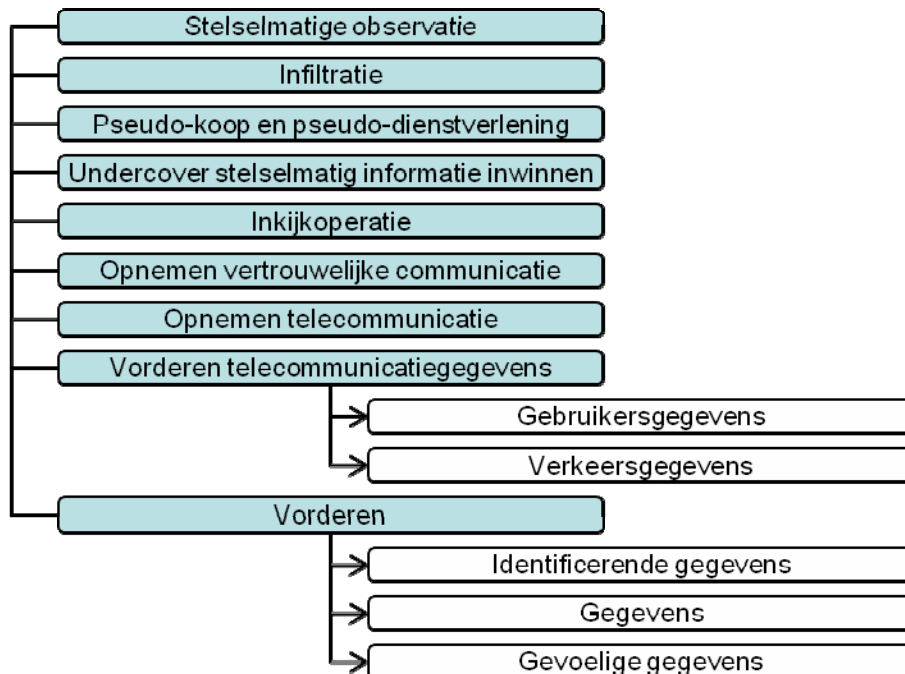 Stelselmatige observatie
Infiltratie
Pseudo-koop en pseudo-dienstverlening
Undercover stelselmatig informatie inwinnen
Inkijkoperatie
Opnemen vertrouwelijke communicatie
Opnemen telecommunicatie
Vorderen telecommunicatiegegevens
Gebruikersgegevens
Verkeersgegevens
Vorderen
Identificerende gegevens
Gegevens
Gevoelige gegevens